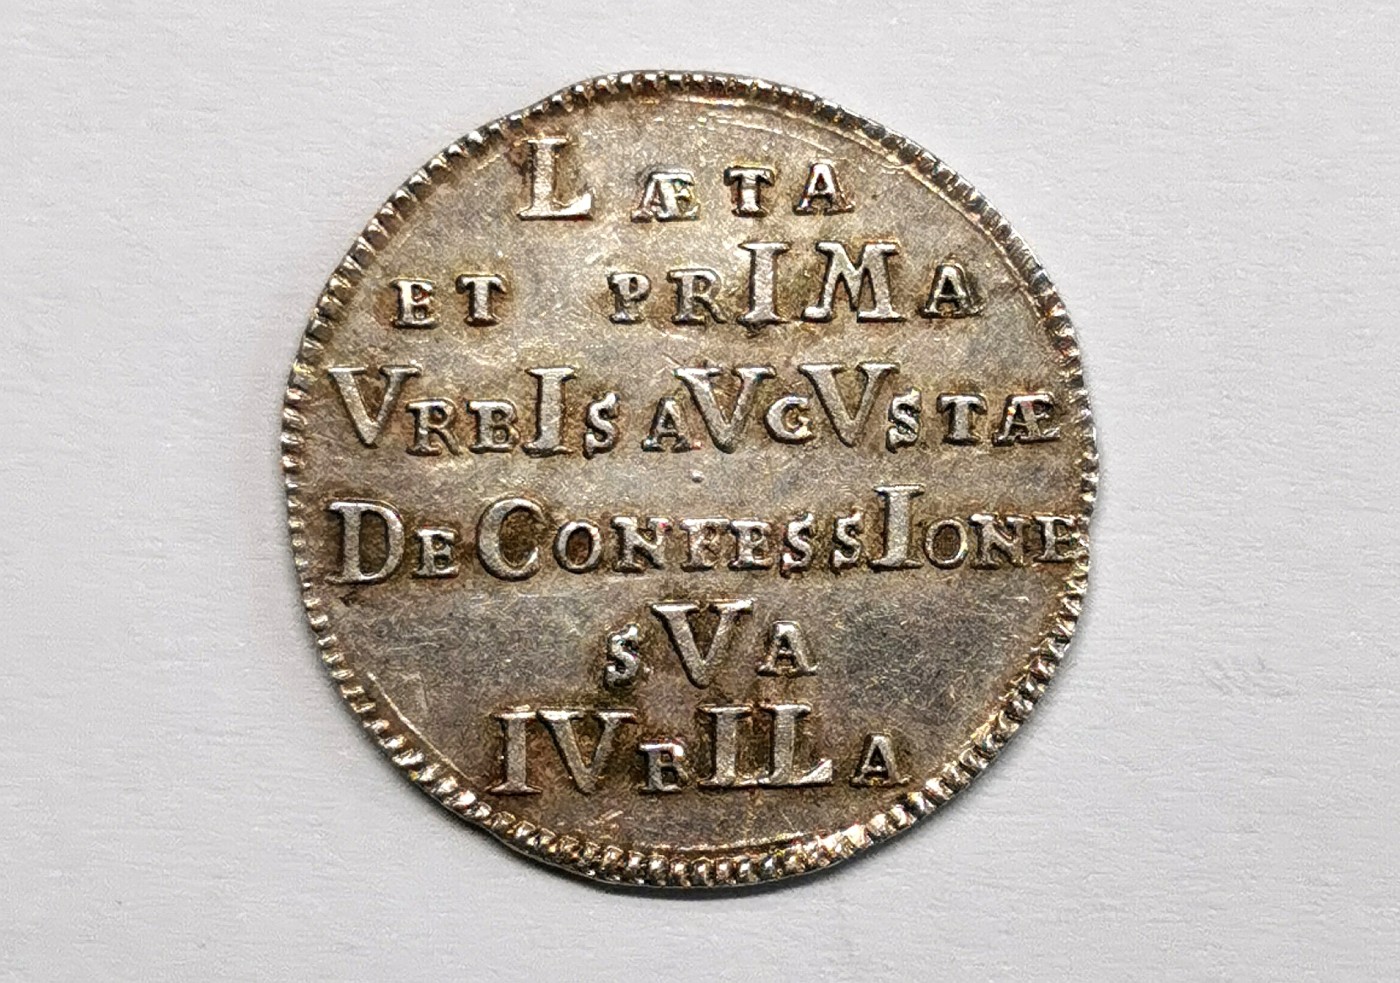 LÆTA
ET PRIMA
VRBIS AVGVSTÆ
DE CONFESSIONE
SVA
IVBILA